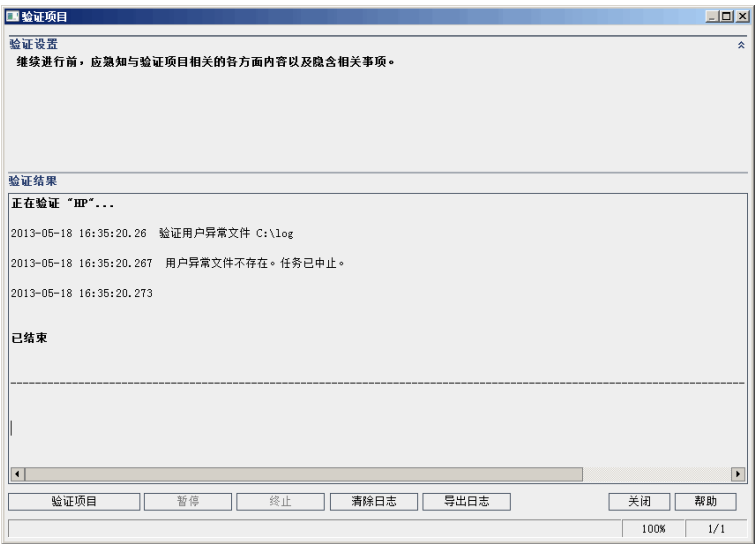 验证项目
验证设置
继续进行前,应熟知与验证项目相关的各方面内容以及隐含相关事项。
验证结果
正在验证 "HP"...
2013-05-18 16:35:20.26 验证用户异常文件 C:\log
2013-05-18 16:35:20.267 用户异常文件不存在。任务已中止。
2013-05-18 16:35:20.273
已结束
验证项目 暂停 终止 清除日志 导出日志 关闭 帮助
100% 1/1